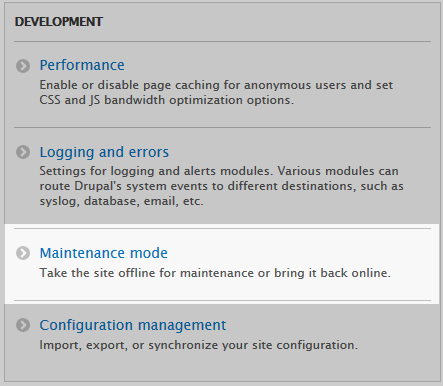 DEVELOPMENT
Performance
Enable or disable page caching for anonymous users and set
CSS and JS bandwidth optimization options.
Logging and errors
Settings for logging and alerts modules. Various modules can
route Drupal's system events to different destinations, such as
syslog, database, email, etc.
Maintenance mode
Take the site offline for maintenance or bring it back online.
Configuration management
Import, export, or synchronize your site configuration.